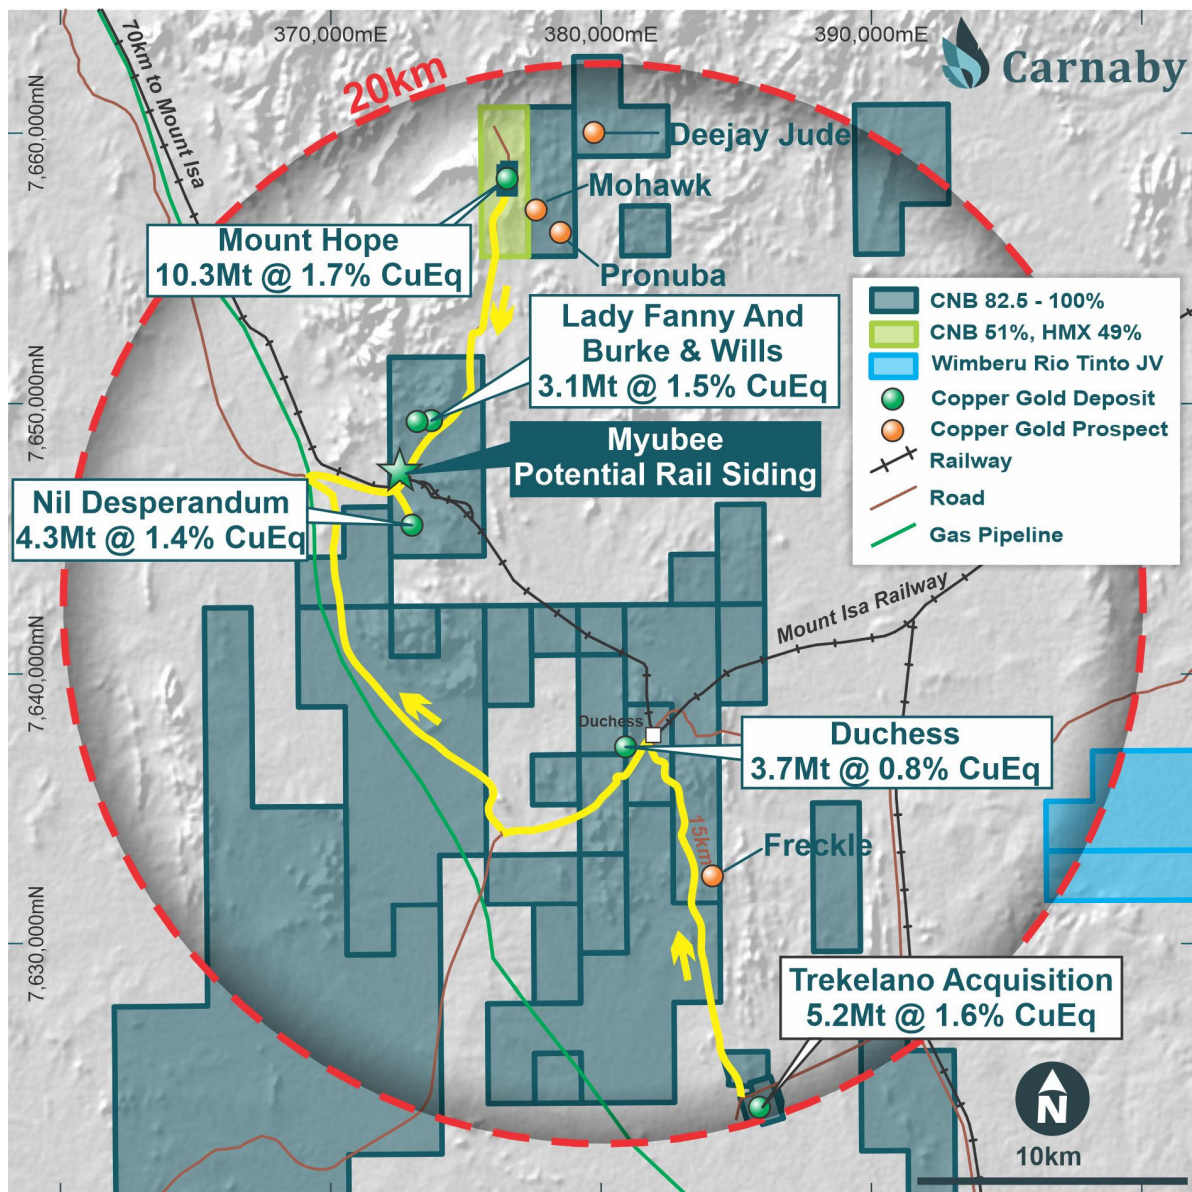 370,000mE
380,000mE
390,000mE
Carnaby
70km to Mount Isa
20km
7,660,000mN
Deejay Jude
Mohawk
Mount Hope
10.3Mt @ 1.7% CuEq
Pronuba
CNB 82.5 - 100%
CNB 51%, HMX 49%
Wimberu Rio Tinto JV
Copper Gold Deposit
Copper Gold Prospect
Railway
Road
Gas Pipeline
Lady Fanny And
Burke & Wills
3.1Mt @ 1.5% CuEq
7,650,000mN
Myubee
Potential Rail Siding
Nil Desperandum
4.3Mt @ 1.4% CuEq
Mount Isa Railway
7,640,000mN
Duchess
Duchess
3.7Mt @ 0.8% CuEq
15km
Freckle
7,630,000mN
Trekelano Acquisition
5.2Mt @ 1.6% CuEq
N
10km